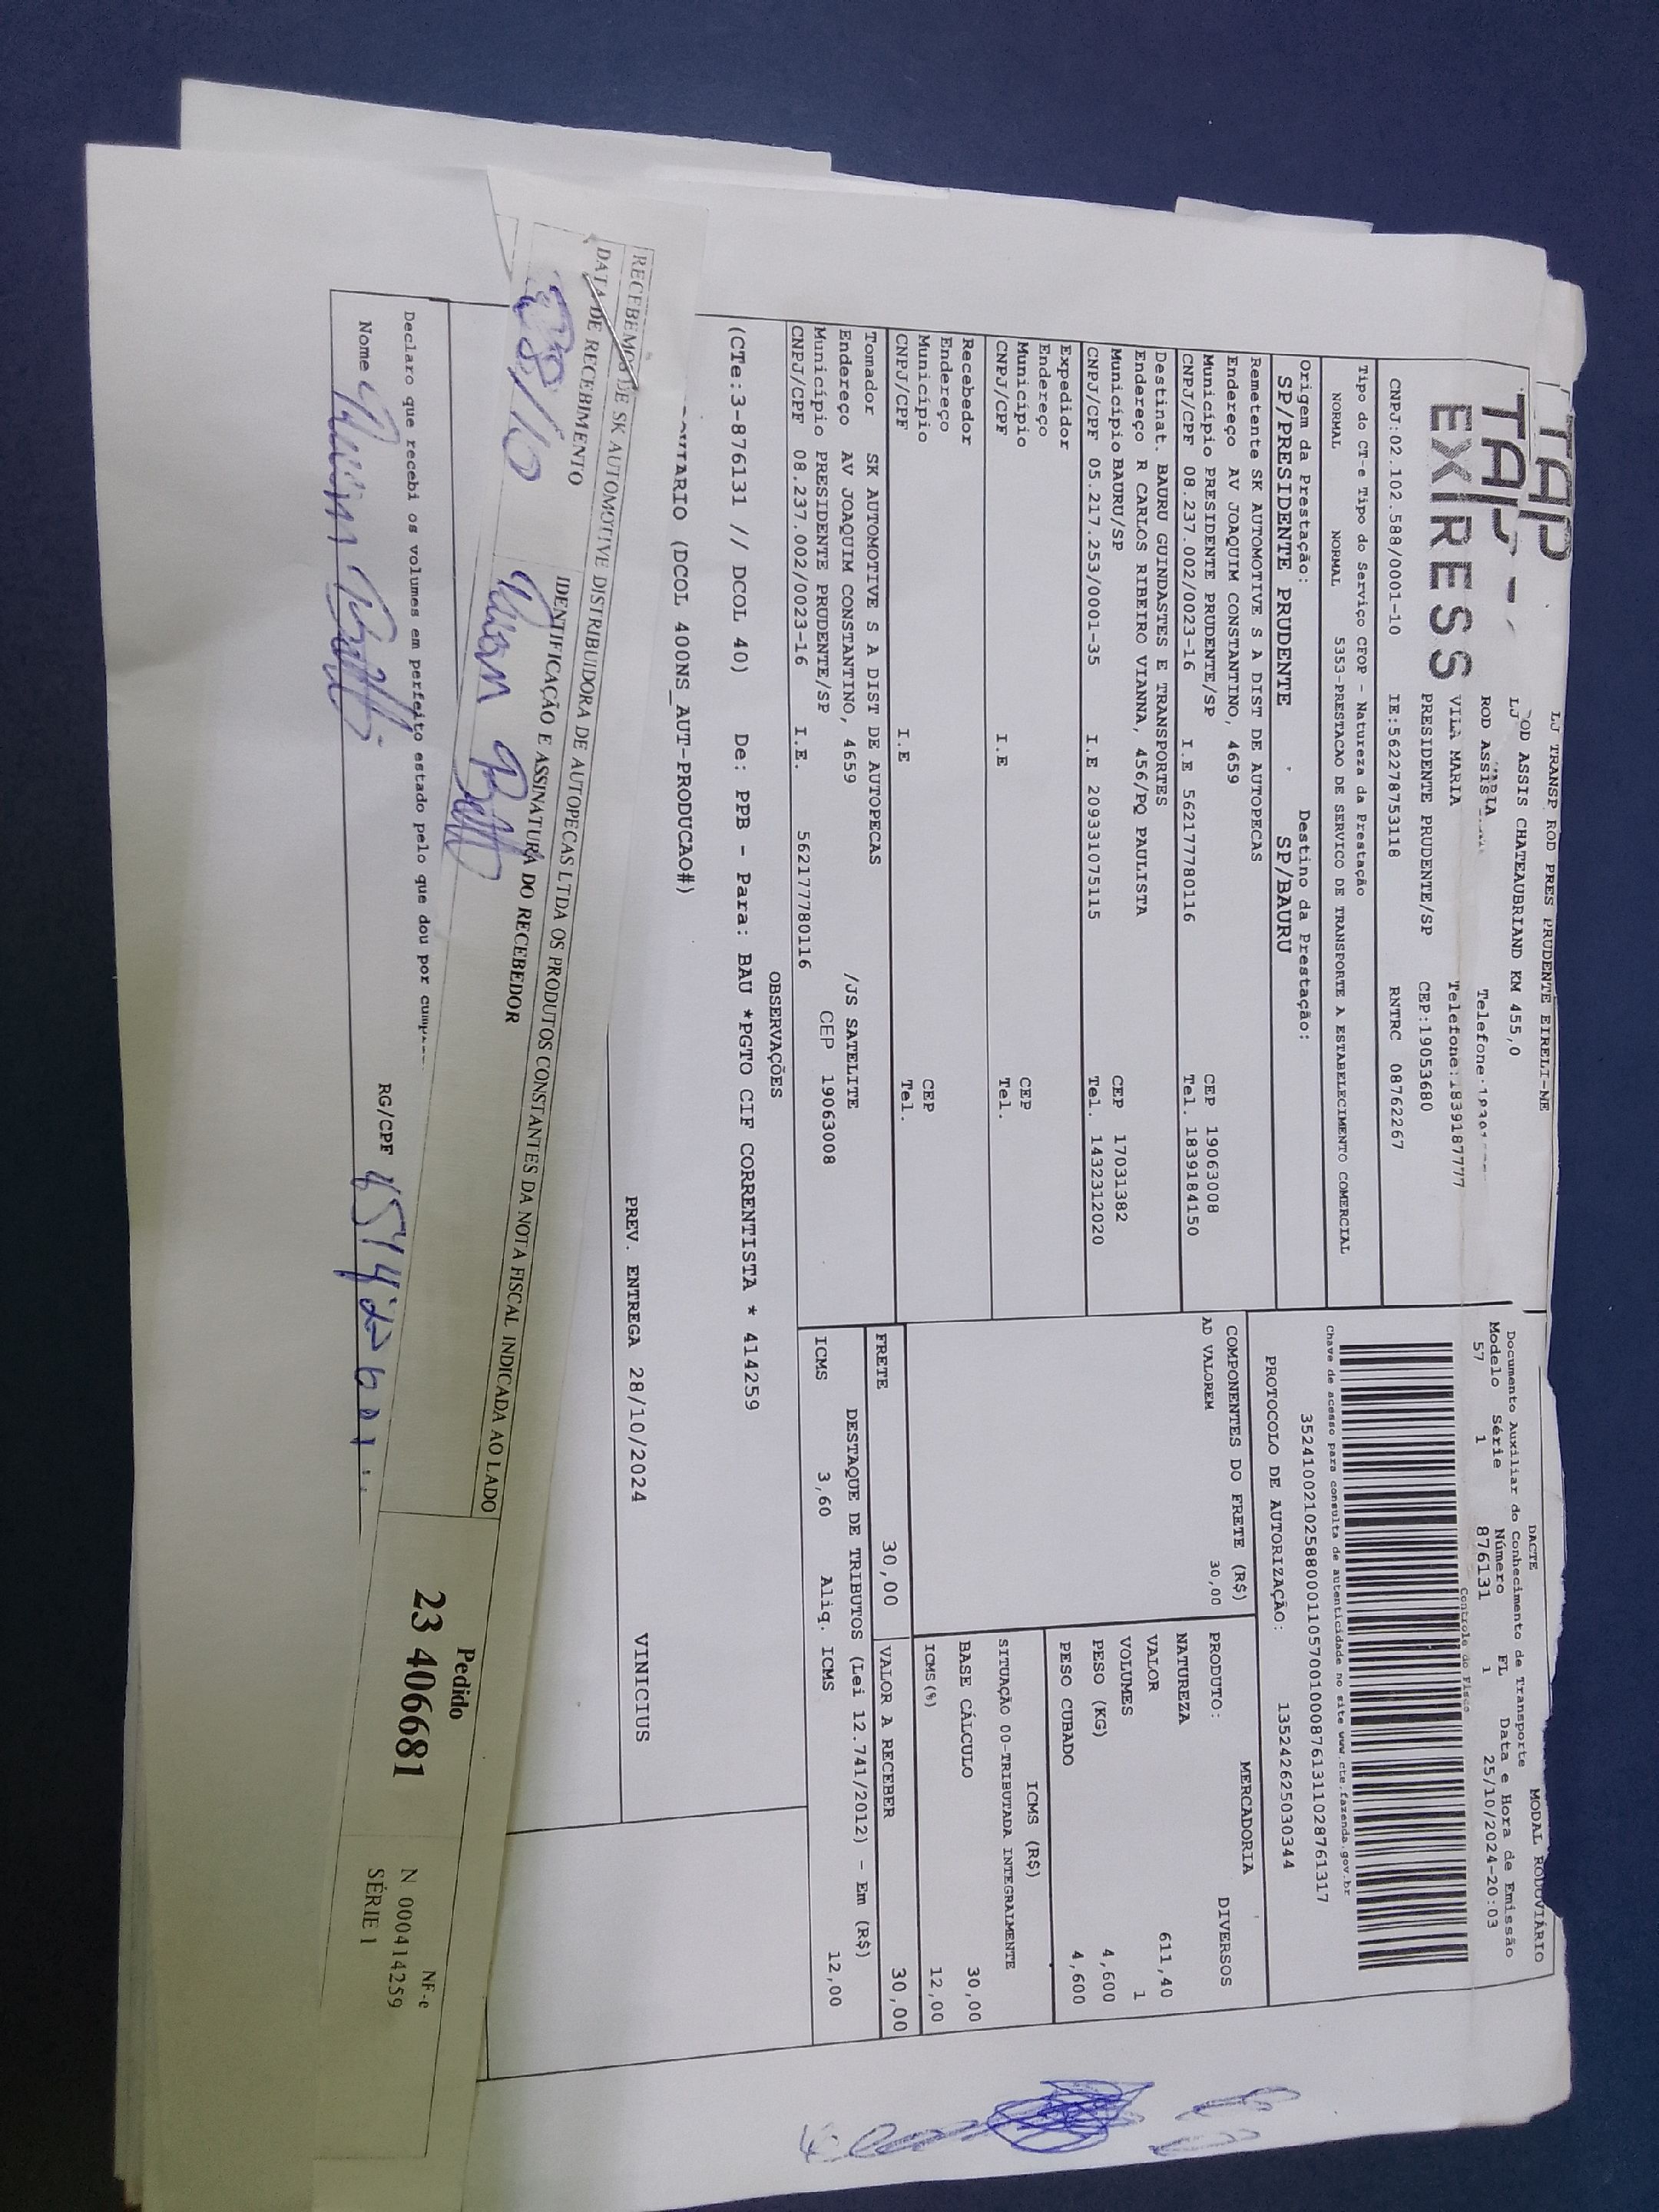 TAP
TAP
EXPRESS
LJ TRANSP ROD PRES PRUDENTE EIRELI-ME
ROD ASSIS CHATEAUBRIAND KM 455,0
ROD ASSIS
VILA MARIA Telefone:1839187777
PRESIDENTE PRUDENTE/SP CEP:19053680
CNPJ:02.102.588/0001-10 IE:562278753118 RNTRC 08762267
DACTE MODAL RODOVIÁRIO
Documento Auxiliar do Conhecimento de Transporte
Modelo Série Número FL Data e Hora de Emissão
57 1 876131 1 25/10/2024-20:03
Controle do Fisco
Chave de acesso para consulta de autenticidade no site www.cte.fazenda.gov.br
35241002102588000110570010008761311028761317
PROTOCOLO DE AUTORIZAÇÃO: 135242625030344
Tipo do CT-e Tipo do Serviço CFOP - Natureza da Prestação
NORMAL NORMAL 5353-PRESTACAO DE SERVICO DE TRANSPORTE A ESTABELECIMENTO COMERCIAL
Origem da Prestação: Destino da Prestação:
SP/PRESIDENTE PRUDENTE SP/BAURU
Remetente SK AUTOMOTIVE S A DIST DE AUTOPECAS
Endereço AV JOAQUIM CONSTANTINO, 4659
Município PRESIDENTE PRUDENTE/SP CEP 19063008
CNPJ/CPF 08.237.002/0023-16 I.E 562177780116 Tel. 1839184150
Destinat. BAURU GUINDASTES E TRANSPORTES
Endereço R CARLOS RIBEIRO VIANNA, 456/PQ PAULISTA
Município BAURU/SP CEP 17031382
CNPJ/CPF 05.217.253/0001-35 I.E 209331075115 Tel. 1432312020
Expedidor
Endereço
Município CEP
CNPJ/CPF I.E Tel.
Recebedor
Endereço
Município CEP
CNPJ/CPF I.E Tel.
Tomador SK AUTOMOTIVE S A DIST DE AUTOPECAS
Endereço AV JOAQUIM CONSTANTINO, 4659 /JS SATELITE
Município PRESIDENTE PRUDENTE/SP CEP 19063008
CNPJ/CPF 08.237.002/0023-16 I.E. 562177780116
COMPONENTES DO FRETE (R$)
AD VALOREM 30,00
MERCADORIA
PRODUTO: DIVERSOS
NATUREZA
VALOR 611,40
VOLUMES 1
PESO (KG) 4,600
PESO CUBADO 4,600
ICMS (R$)
SITUAÇÃO 00-TRIBUTADA INTEGRALMENTE
BASE CÁLCULO 30,00
ICMS(%) 12,00
FRETE 30,00 VALOR A RECEBER 30,00
DESTAQUE DE TRIBUTOS (Lei 12.741/2012) - Em (R$)
ICMS 3,60 Aliq. ICMS 12,00
OBSERVAÇÕES
(CTe:3-876131 // DCOL 40) De: PPB - Para: BAU *PGTO CIF CORRENTISTA * 414259
(DCOL 400NS_AUT-PRODUCAO#)
PREV. ENTREGA 28/10/2024 VINICIUS
RECEBEMOS DE SK AUTOMOTIVE DISTRIBUIDORA DE AUTOPECAS LTDA OS PRODUTOS CONSTANTES DA NOTA FISCAL INDICADA AO LADO
DATA DE RECEBIMENTO IDENTIFICAÇÃO E ASSINATURA DO RECEBEDOR
28/10
Pedido
23 406681
NF-e
N 000414259
SÉRIE 1
Declaro que recebi os volumes em perfeito estado pelo que dou por
Nome RG/CPF